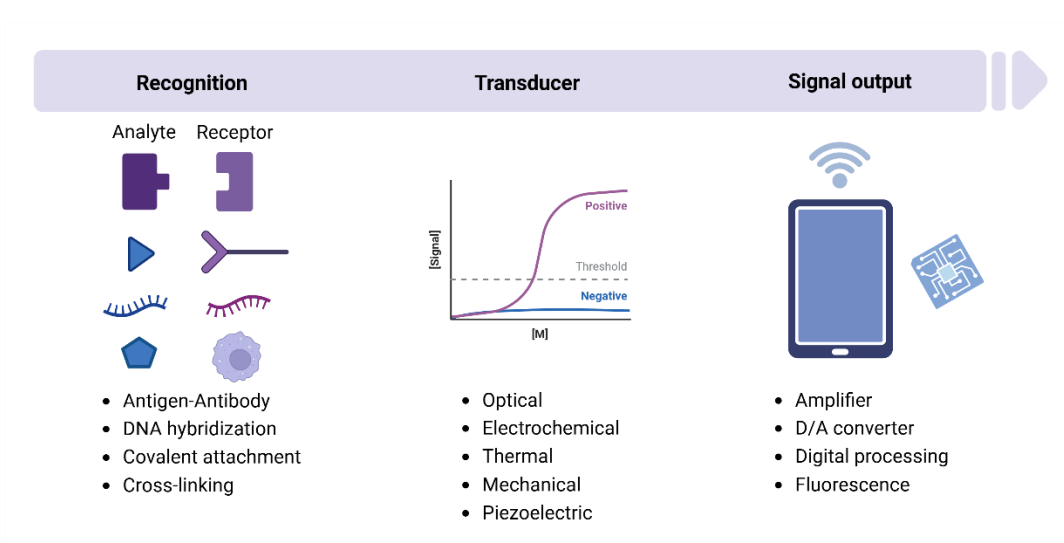 Recognition
Transducer
Signal output
Analyte
Receptor
• Antigen-Antibody
• DNA hybridization
• Covalent attachment
• Cross-linking
[Signal]
Positive
Threshold
Negative
[M]
• Optical
• Electrochemical
• Thermal
• Mechanical
• Piezoelectric
• Amplifier
• D/A converter
• Digital processing
• Fluorescence